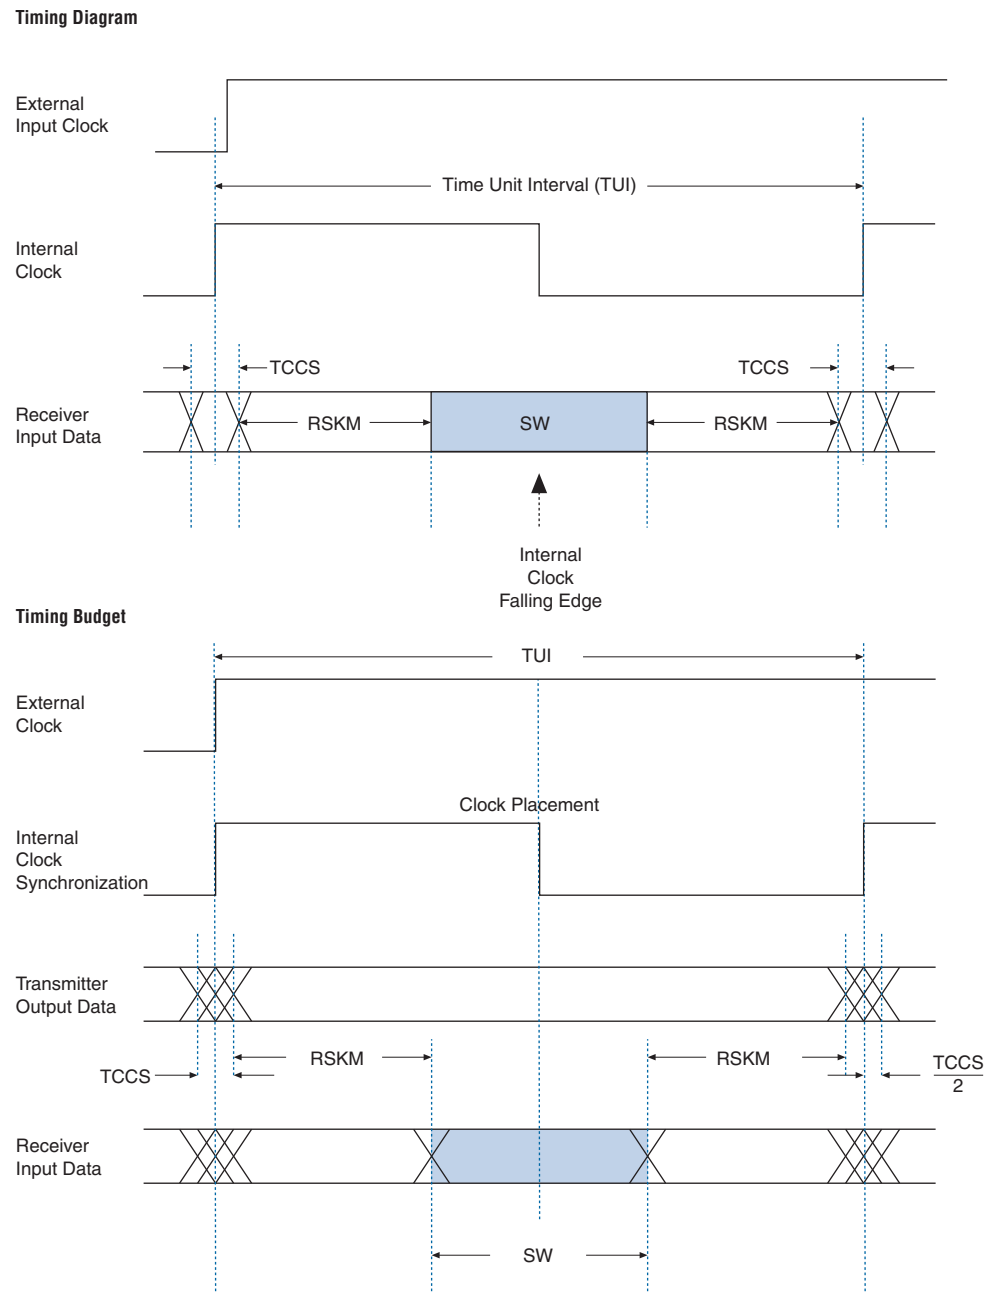 Timing Diagram
External
Input Clock
Time Unit Interval (TUI)
Internal
Clock
TCCS
TCCS
Receiver
Input Data
RSKM
SW
RSKM
Internal
Clock
Falling Edge
Timing Budget
TUI
External
Clock
Clock Placement
Internal
Clock
Synchronization
Transmitter
Output Data
RSKM
RSKM
TCCS
TCCS
2
Receiver
Input Data
SW